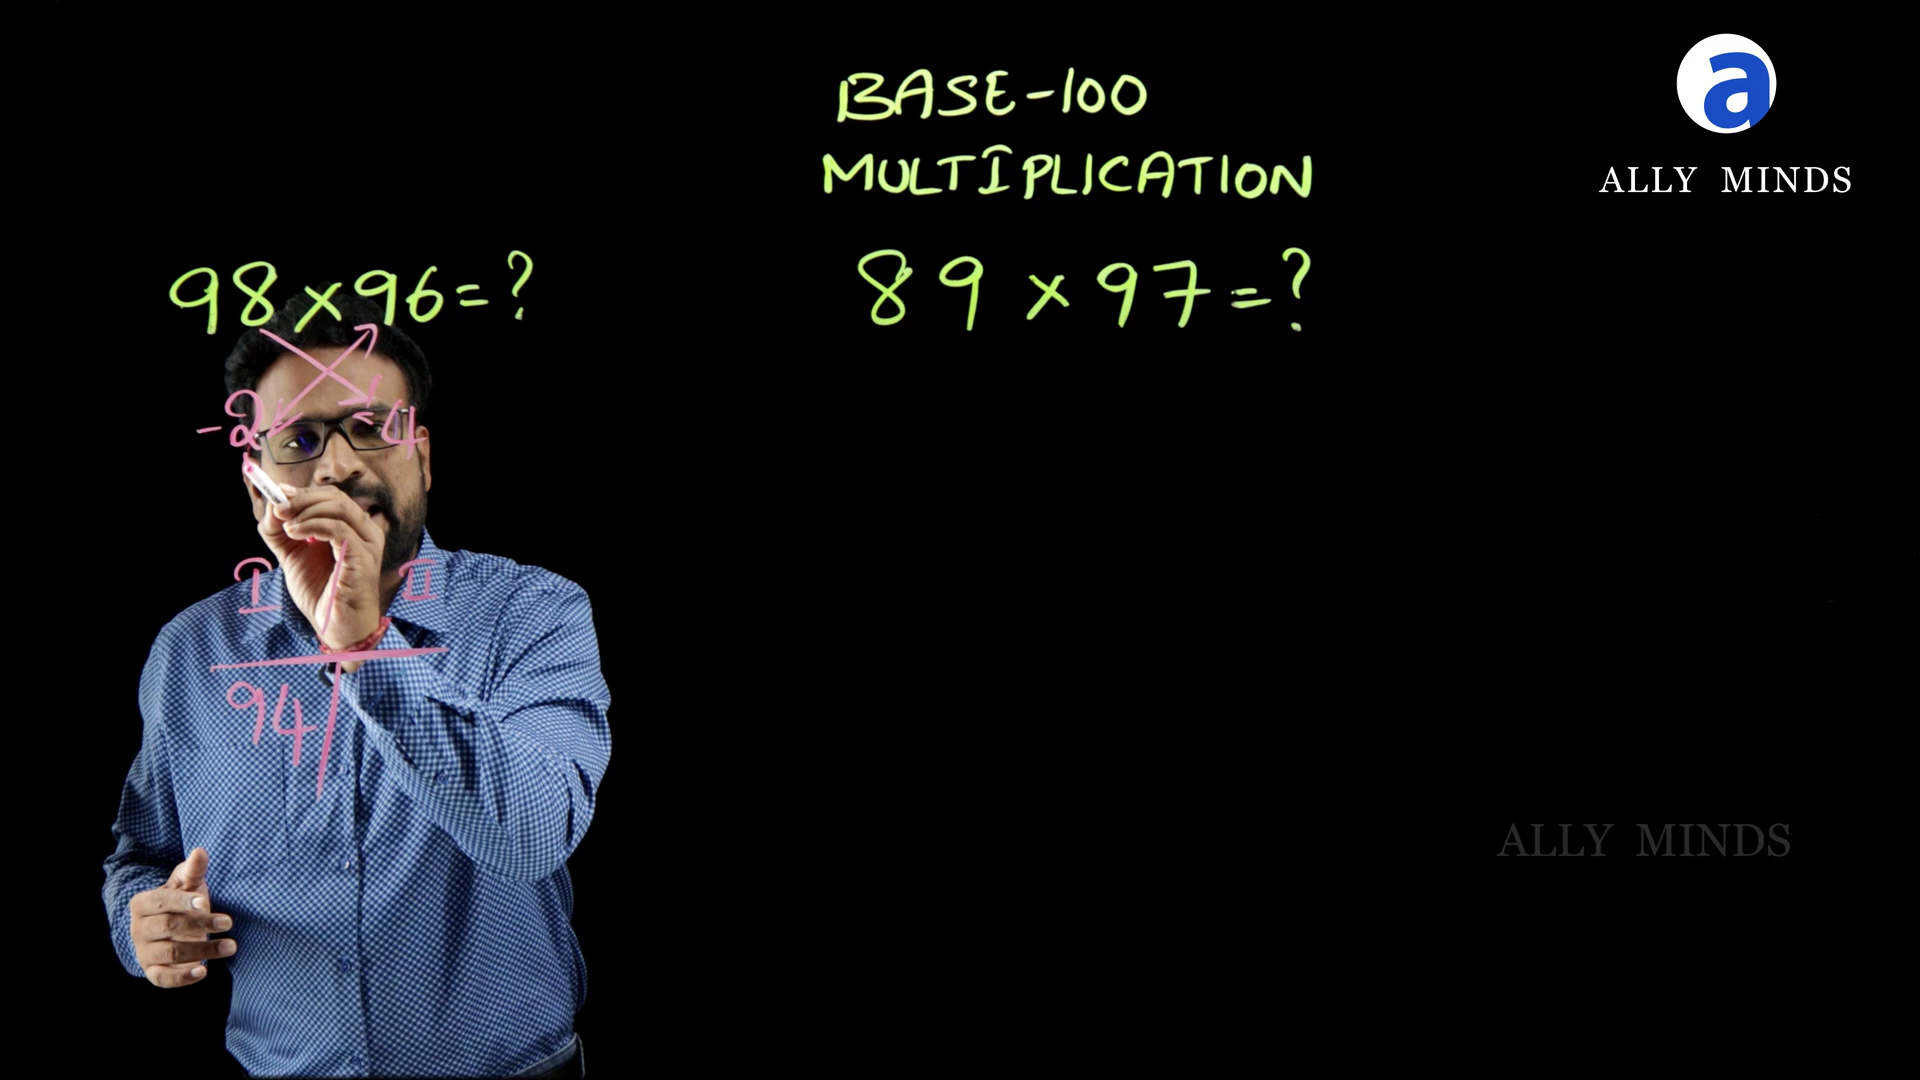 BASE-100
MULTIPLICATION
a
ALLY MINDS
98×96=?
89×97=?
-2 -4
I / II
94/
ALLY MINDS